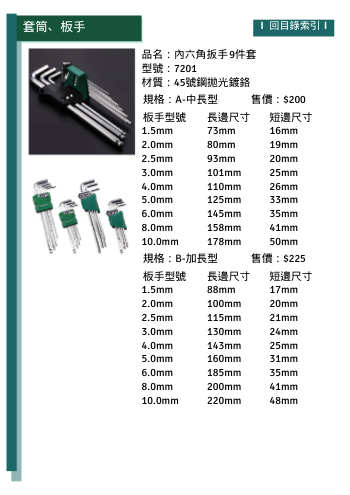 套筒、板手
回目錄索引
品名：內六角扳手9件套
型號：7201
材質：45號鋼拋光鍍鉻
規格：A-中長型 售價：$200
板手型號 長邊尺寸 短邊尺寸
1.5mm 73mm 16mm
2.0mm 80mm 19mm
2.5mm 93mm 20mm
3.0mm 101mm 25mm
4.0mm 110mm 26mm
5.0mm 125mm 33mm
6.0mm 145mm 35mm
8.0mm 158mm 41mm
10.0mm 178mm 50mm
規格：B-加長型 售價：$225
板手型號 長邊尺寸 短邊尺寸
1.5mm 88mm 17mm
2.0mm 100mm 20mm
2.5mm 115mm 21mm
3.0mm 130mm 24mm
4.0mm 143mm 25mm
5.0mm 160mm 31mm
6.0mm 185mm 35mm
8.0mm 200mm 41mm
10.0mm 220mm 48mm